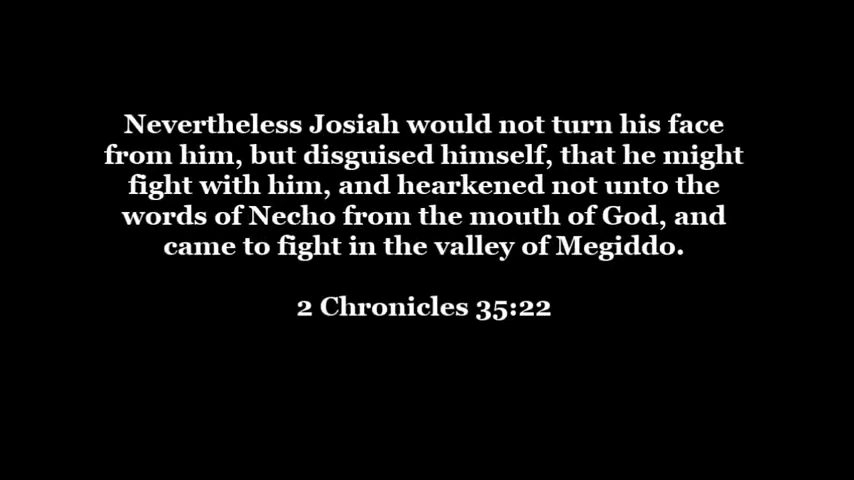 Nevertheless Josiah would not turn his face
from him, but disguised himself, that he might
fight with him, and hearkened not unto the
words of Necho from the mouth of God, and
came to fight in the valley of Megiddo.
2 Chronicles 35:22